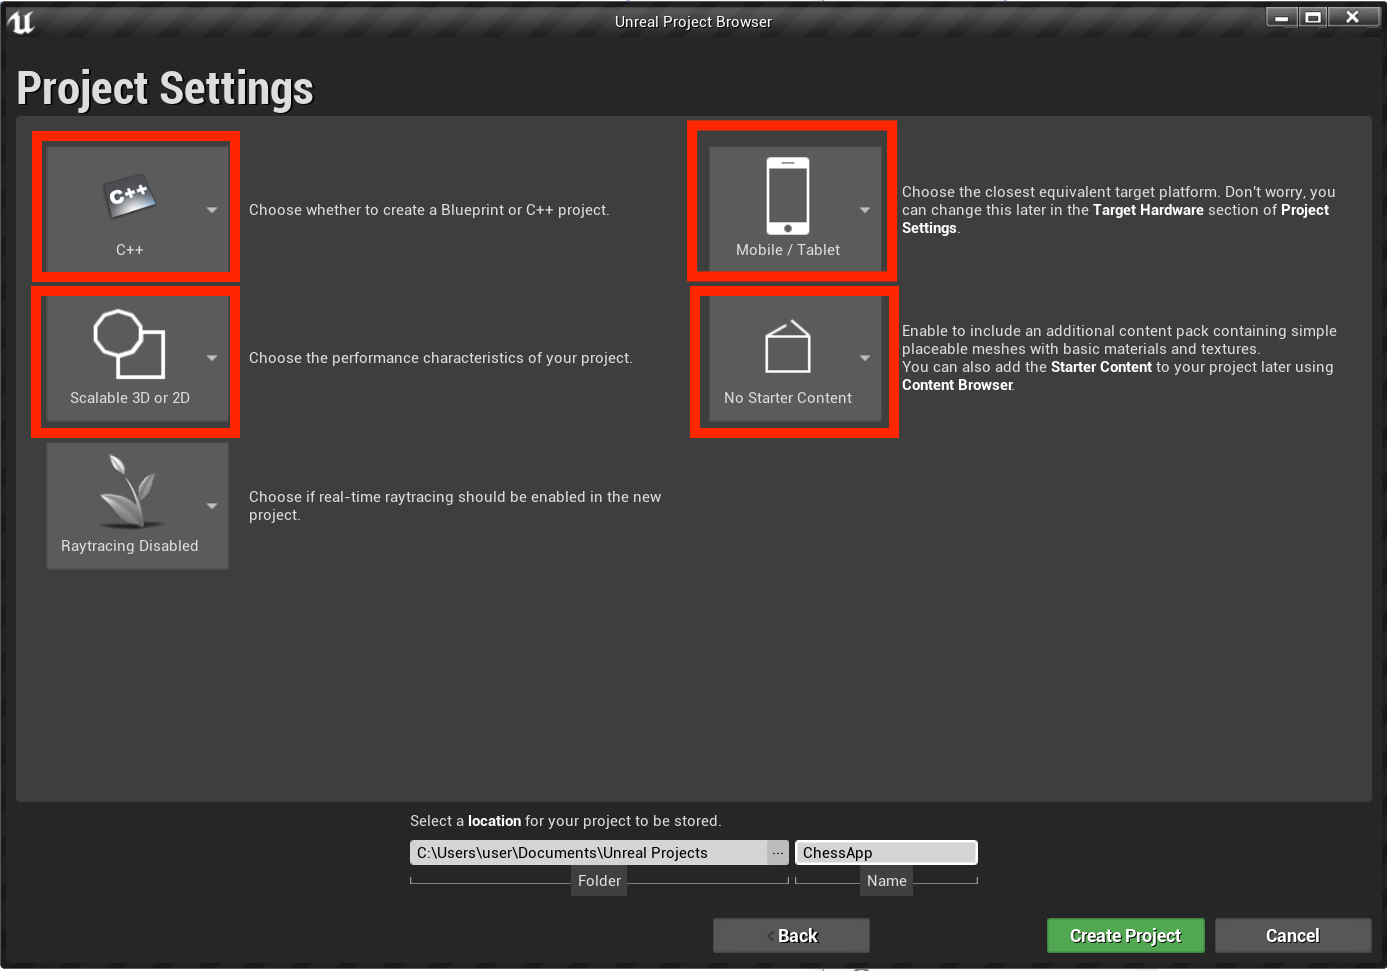 Unreal Project Browser
Project Settings
C++
C++
Choose whether to create a Blueprint or C++ project.
Mobile / Tablet
Choose the closest equivalent target platform. Don't worry, you
can change this later in the Target Hardware section of Project
Settings.
Scalable 3D or 2D
Choose the performance characteristics of your project.
No Starter Content
Enable to include an additional content pack containing simple
placeable meshes with basic materials and textures.
You can also add the Starter Content to your project later using
Content Browser.
Raytracing Disabled
Choose if real-time raytracing should be enabled in the new
project.
Select a location for your project to be stored.
C:\Users\user\Documents\Unreal Projects
...
ChessApp
Folder
Name
Back
Create Project
Cancel